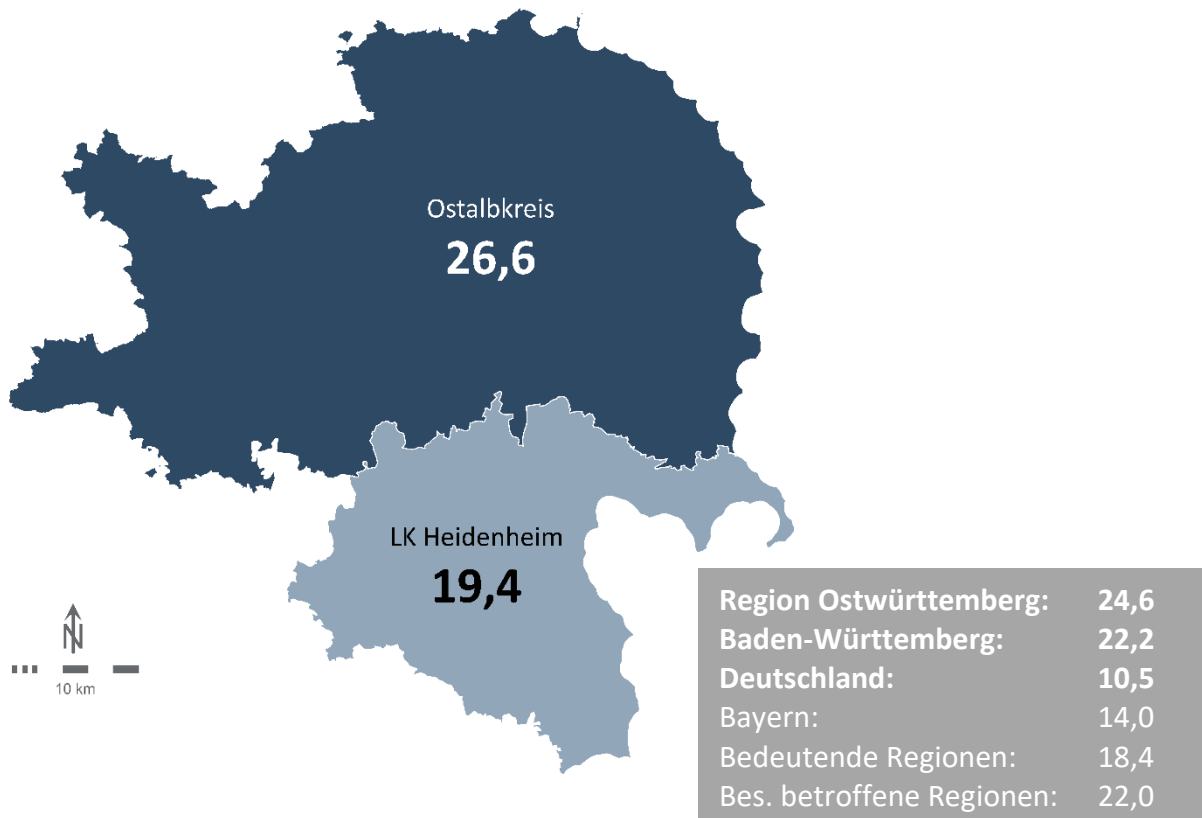 Ostalbkreis
26,6
LK Heidenheim
19,4
N
10 km
Region Ostwürttemberg: 24,6
Baden-Württemberg: 22,2
Deutschland: 10,5
Bayern: 14,0
Bedeutende Regionen: 18,4
Bes. betroffene Regionen: 22,0